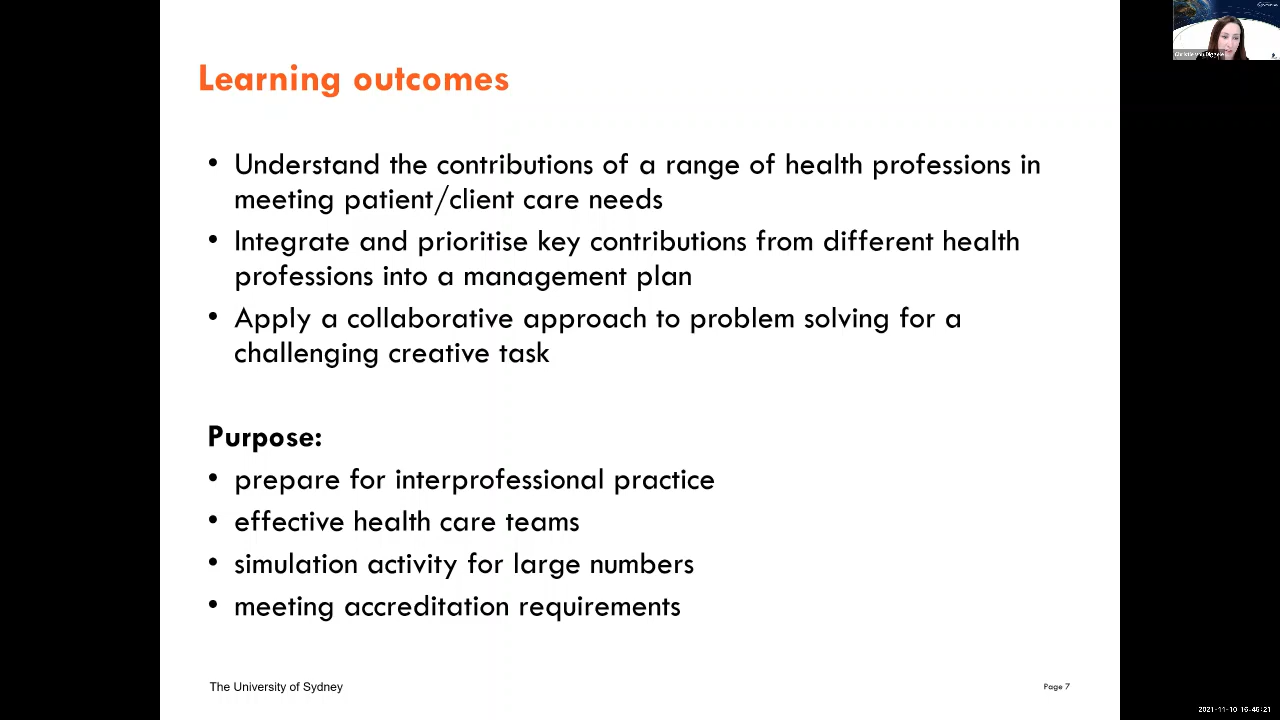 Learning outcomes
• Understand the contributions of a range of health professions in
meeting patient/client care needs
• Integrate and prioritise key contributions from different health
professions into a management plan
• Apply a collaborative approach to problem solving for a
challenging creative task
Purpose:
• prepare for interprofessional practice
• effective health care teams
• simulation activity for large numbers
• meeting accreditation requirements
The University of Sydney
Page 7
2021-11-10 16:46:21